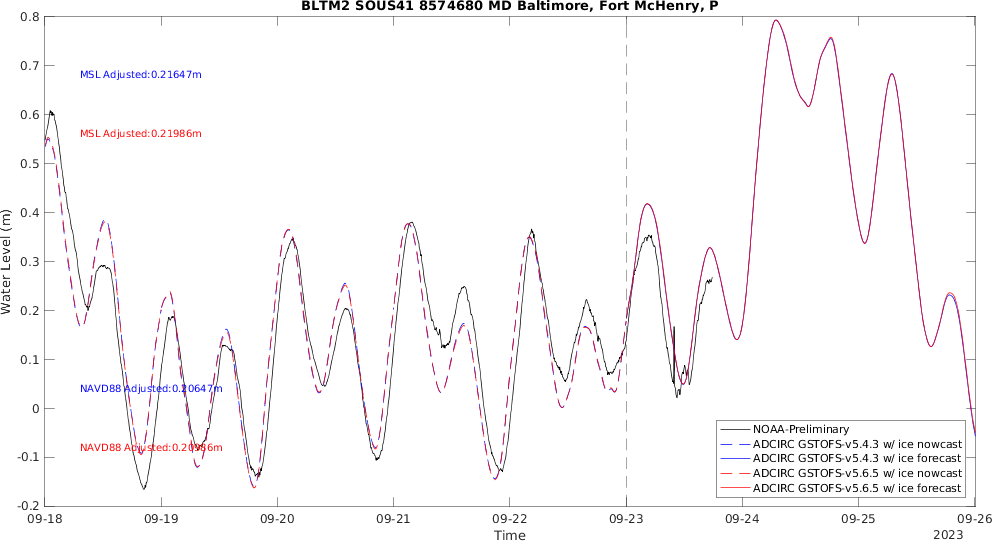 BLTM2 SOUS41 8574680 MD Baltimore, Fort McHenry, P
0.8
0.7
0.6
0.5
0.4
0.3
0.2
0.1
0
-0.1
-0.2
Water Level (m)
MSL Adjusted:0.21647m
MSL Adjusted:0.21986m
NAVD88 Adjusted:0.20647m
NAVD88 Adjusted:0.20986m
NOAA-Preliminary
ADCIRC GSTOFS-v5.4.3 w/ ice nowcast
ADCIRC GSTOFS-v5.4.3 w/ ice forecast
ADCIRC GSTOFS-v5.6.5 w/ ice nowcast
ADCIRC GSTOFS-v5.6.5 w/ ice forecast
09-18 09-19 09-20 09-21 09-22 09-23 09-24 09-25 09-26
Time
2023